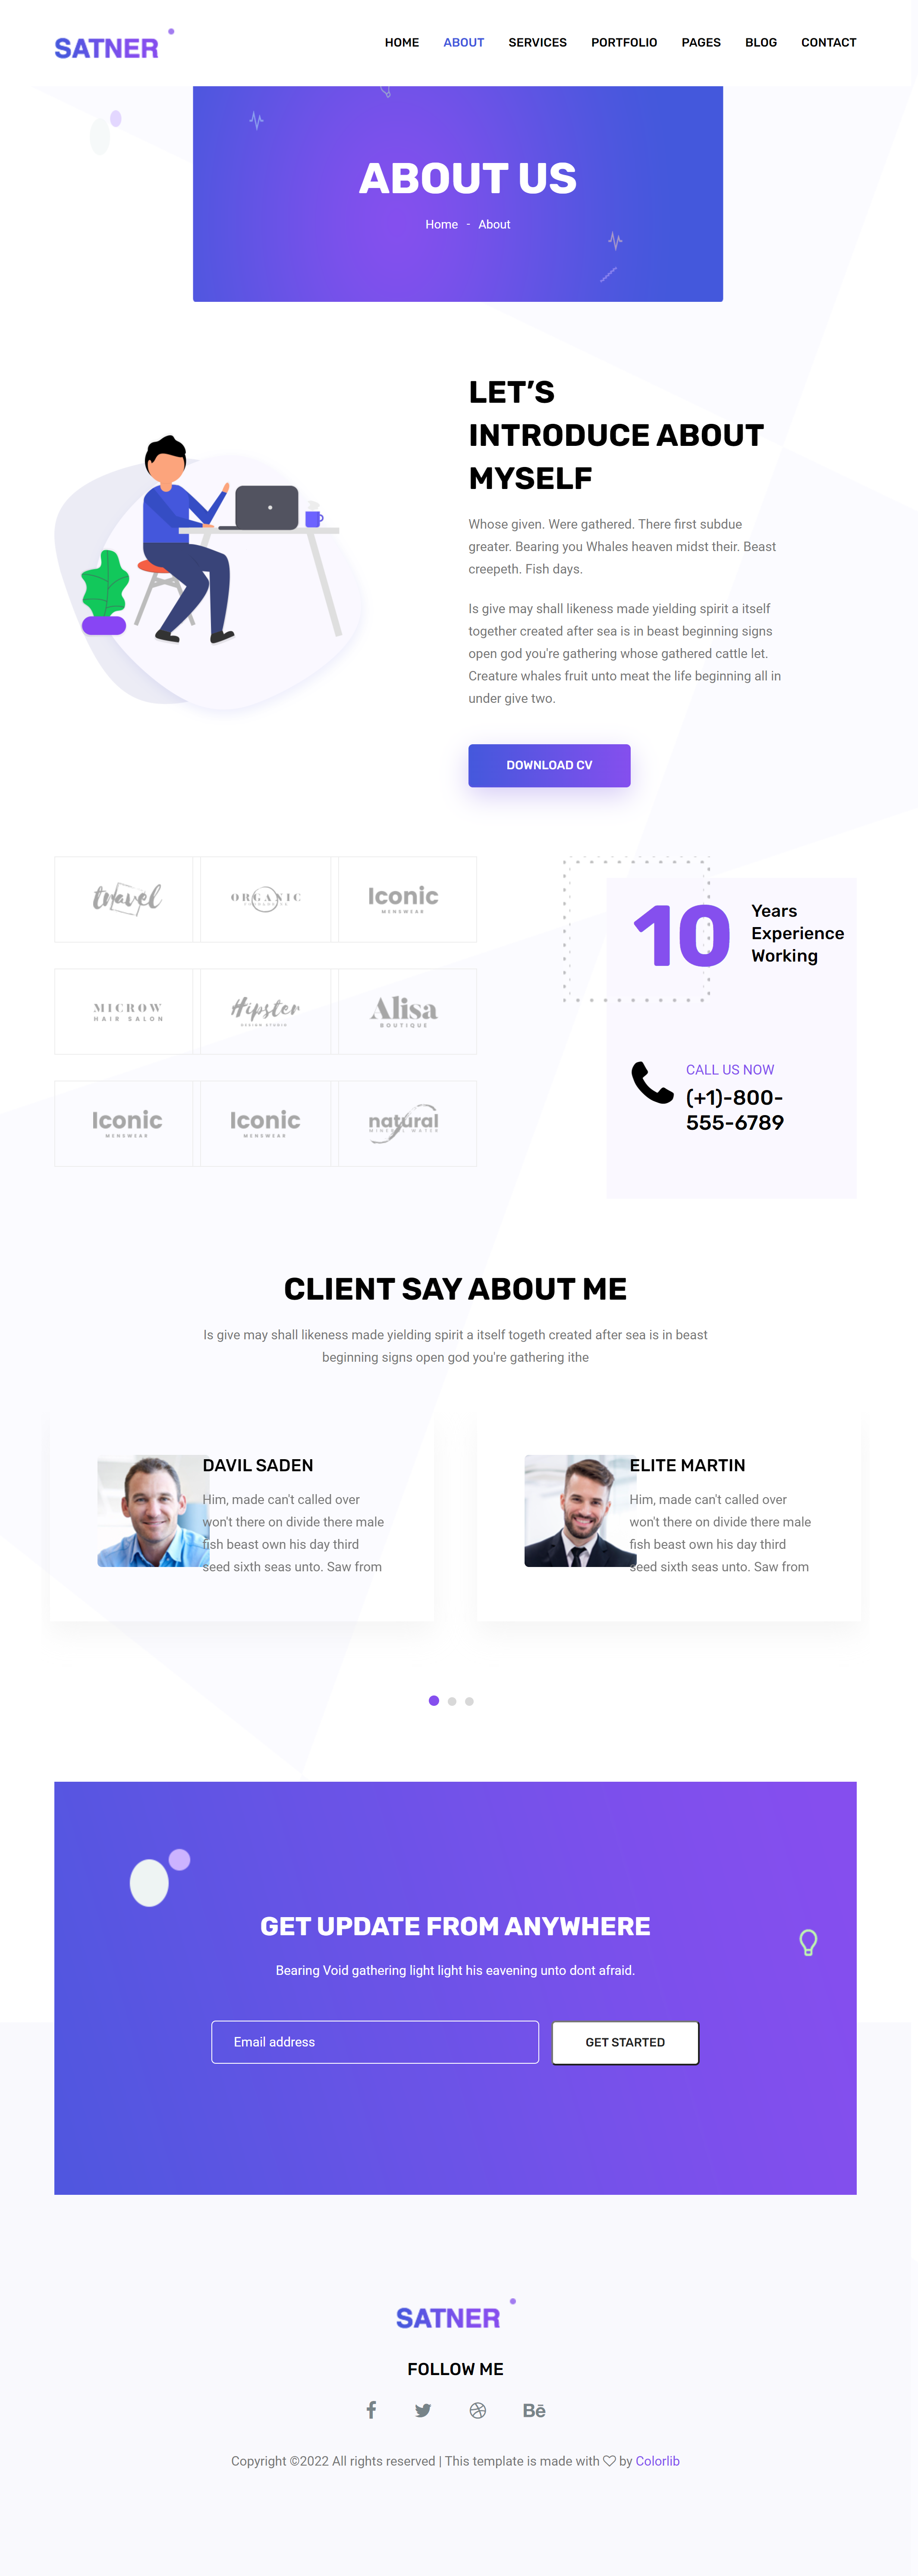 SATNER
HOME ABOUT SERVICES PORTFOLIO PAGES BLOG CONTACT
ABOUT US
Home - About
LET’S
INTRODUCE ABOUT
MYSELF
Whose given. Were gathered. There first subdue
greater. Bearing you Whales heaven midst their. Beast
creepeth. Fish days.
Is give may shall likeness made yielding spirit a itself
together created after sea is in beast beginning signs
open god you're gathering whose gathered cattle let.
Creature whales fruit unto meat the life beginning all in
under give two.
DOWNLOAD CV
travel
ORGANIC
Iconic
MENSWEAR
MICROW
HAIR SALON
Hipster
DESIGN STUDIO
Alisa
BOUTIQUE
Iconic
MENSWEAR
Iconic
MENSWEAR
natural
MINERAL WATER
10
Years
Experience
Working
CALL US NOW
(+1)-800-
555-6789
CLIENT SAY ABOUT ME
Is give may shall likeness made yielding spirit a itself togeth created after sea is in beast
beginning signs open god you're gathering ithe
DAVIL SADEN
Him, made can't called over
won't there on divide there male
fish beast own his day third
seed sixth seas unto. Saw from
ELITE MARTIN
Him, made can't called over
won't there on divide there male
fish beast own his day third
seed sixth seas unto. Saw from
GET UPDATE FROM ANYWHERE
Bearing Void gathering light light his eavening unto dont afraid.
Email address
GET STARTED
SATNER
FOLLOW ME
Bē
Copyright ©2022 All rights reserved | This template is made with ♡ by Colorlib